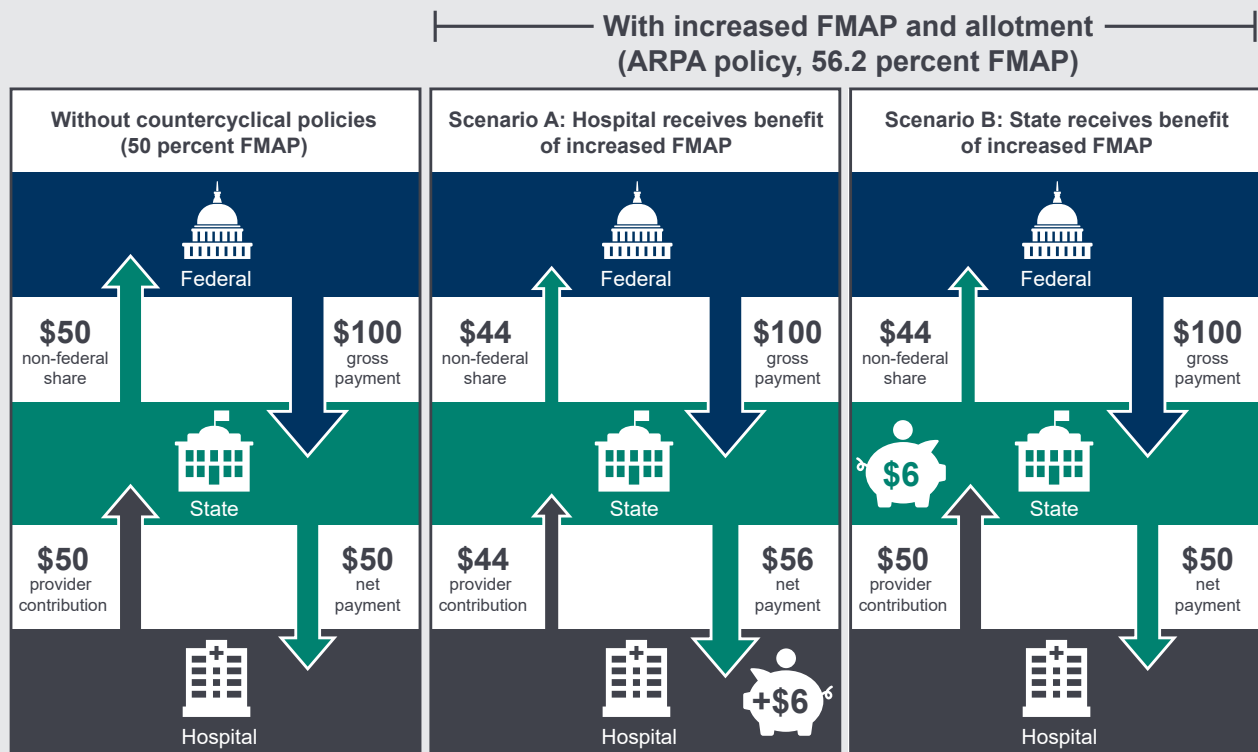 With increased FMAP and allotment
(ARPA policy, 56.2 percent FMAP)
Without countercyclical policies
(50 percent FMAP)
Federal
$50
non-federal
share
$100
gross
payment
State
$50
provider
contribution
$50
net
payment
Hospital
Scenario A: Hospital receives benefit
of increased FMAP
Federal
$44
non-federal
share
$100
gross
payment
State
$44
provider
contribution
$56
net
payment
+$6
Hospital
Scenario B: State receives benefit
of increased FMAP
Federal
$44
non-federal
share
$100
gross
payment
$6
State
$50
provider
contribution
$50
net
payment
Hospital